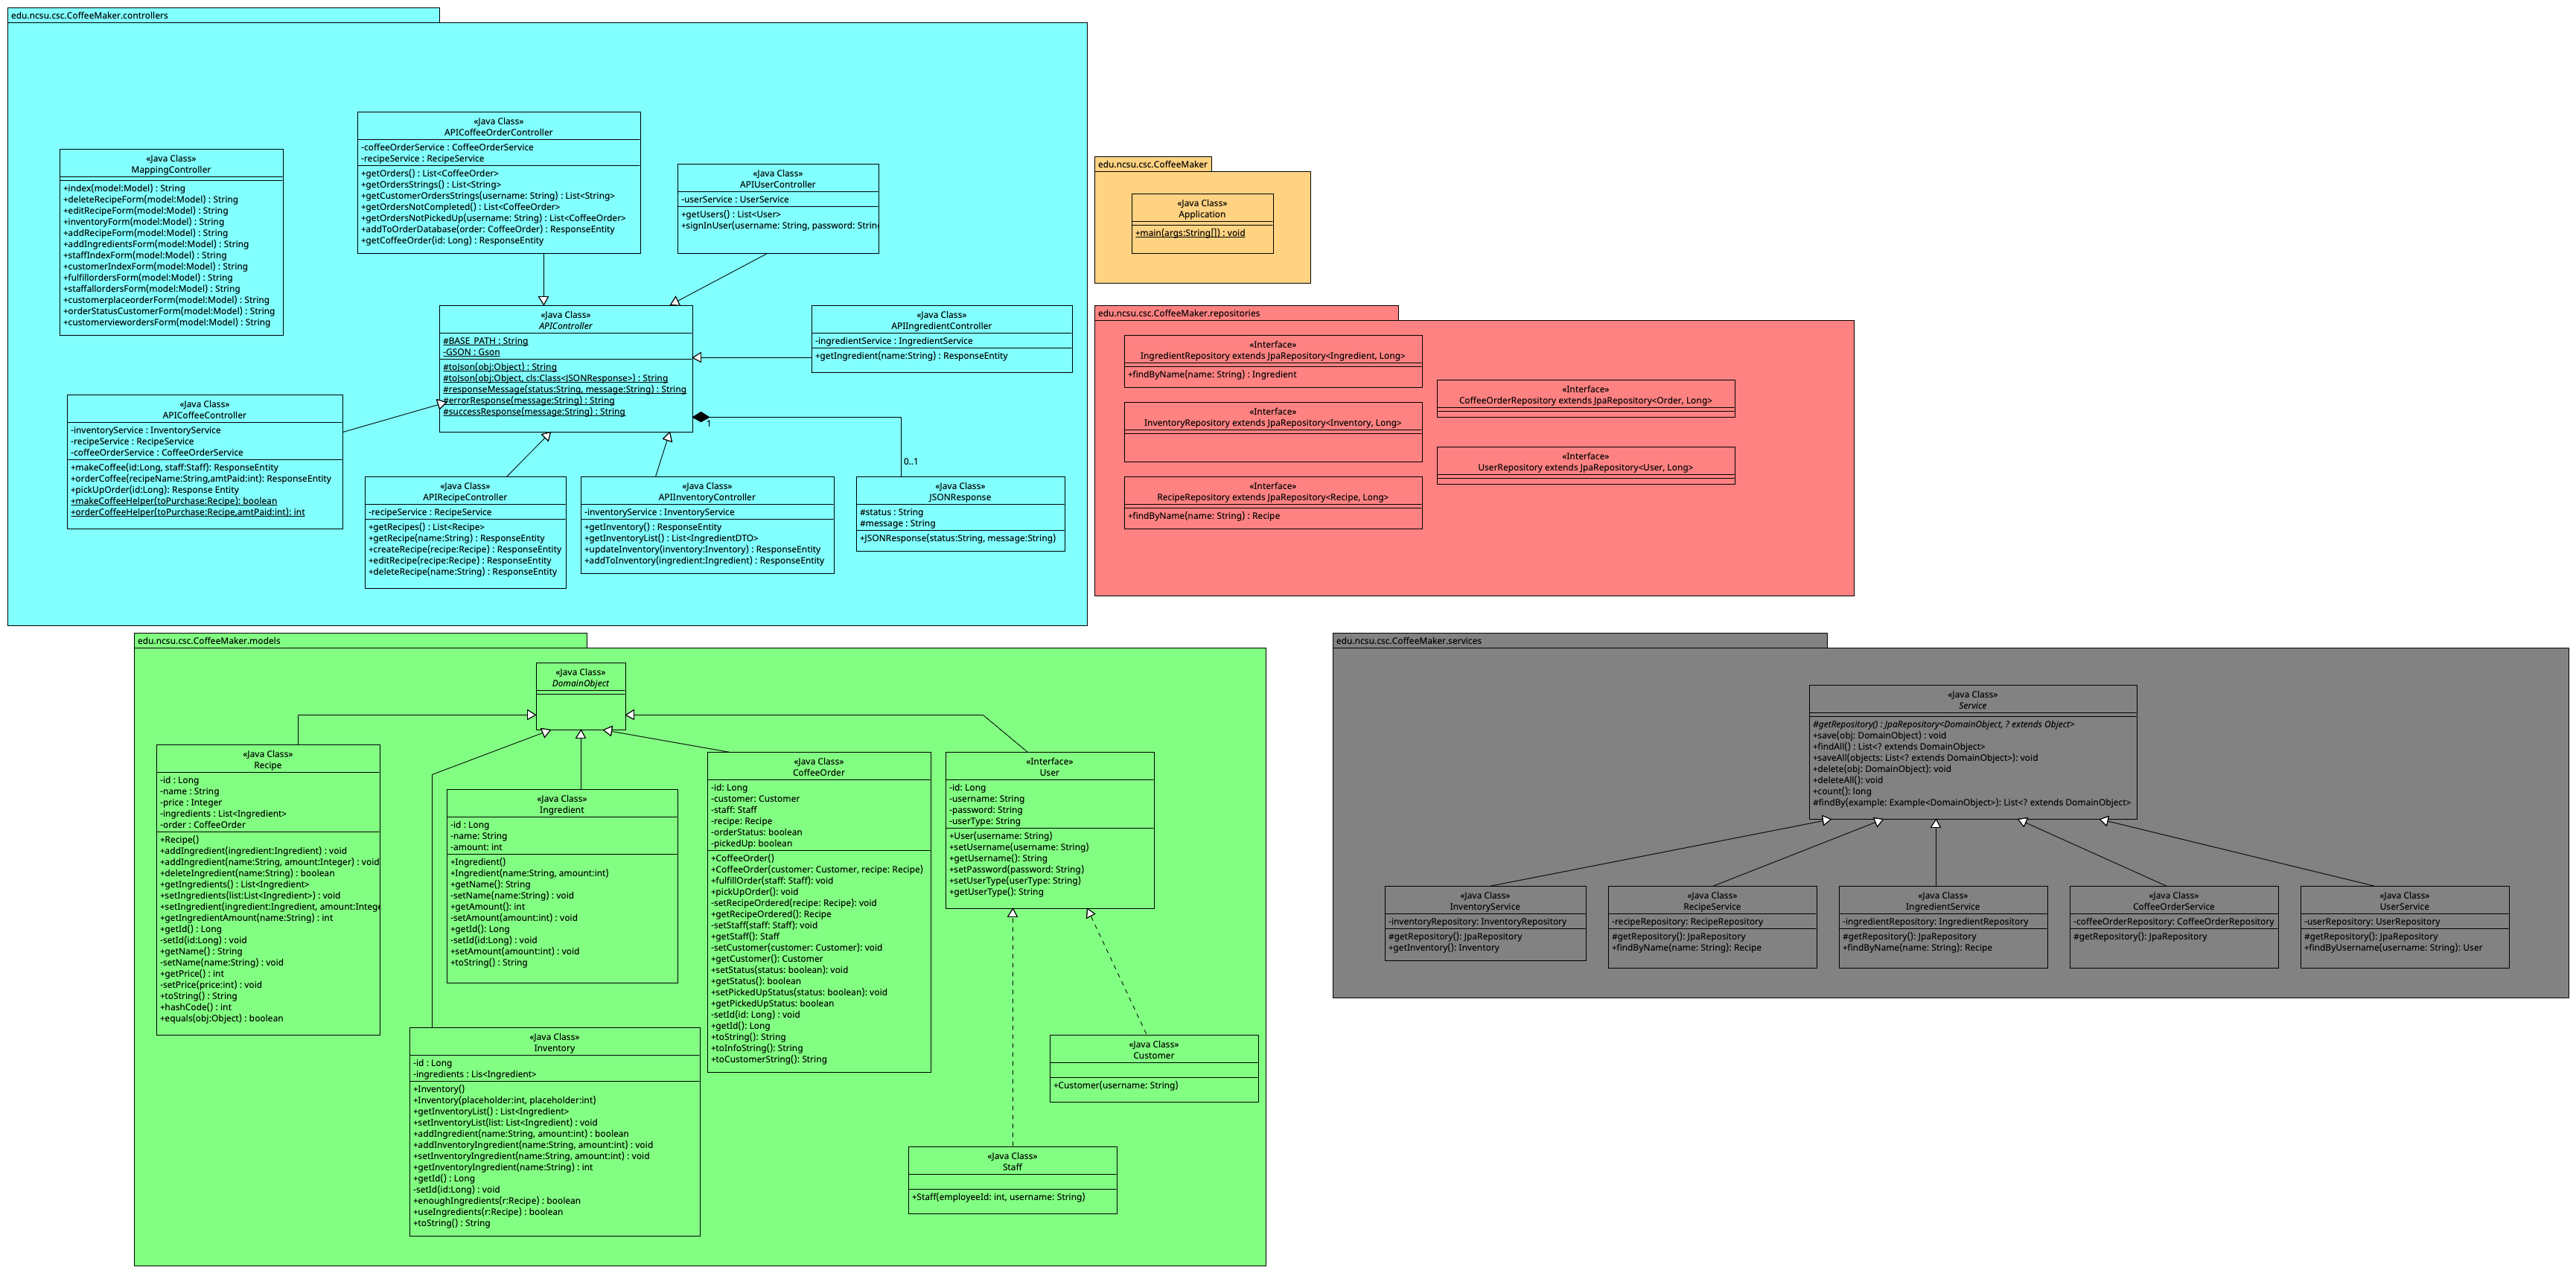 edu.ncsu.csc.CoffeeMaker.controllers
«Java Class»
MappingController
+index(model:Model) : String
+deleteRecipeForm(model:Model) : String
+editRecipeForm(model:Model) : String
+inventoryForm(model:Model) : String
+addRecipeForm(model:Model) : String
+addIngredientsForm(model:Model) : String
+staffIndexForm(model:Model) : String
+customerIndexForm(model:Model) : String
+fulfillordersForm(model:Model) : String
+staffallordersForm(model:Model) : String
+customerplaceorderForm(model:Model) : String
+orderStatusCustomerForm(model:Model) : String
+customerviewordersForm(model:Model) : String
«Java Class»
APICoffeeOrderController
-coffeeOrderService : CoffeeOrderService
-recipeService : RecipeService
+getOrders() : List<CoffeeOrder>
+getOrdersStrings() : List<String>
+getCustomerOrdersStrings(username: String) : List<String>
+getOrdersNotCompleted() : List<CoffeeOrder>
+getOrdersNotPickedUp(username: String) : List<CoffeeOrder>
+addToOrderDatabase(order: CoffeeOrder) : ResponseEntity
+getCoffeeOrder(id: Long) : ResponseEntity
«Java Class»
APIUserController
-userService : UserService
+getUsers() : List<User>
+signInUser(username: String, password: Strin
«Java Class»
APIController
#BASE_PATH : String
-GSON : Gson
#toJson(obj:Object) : String
#toJson(obj:Object, cls:Class<JSONResponse>) : String
#responseMessage(status:String, message:String) : String
#errorResponse(message:String) : String
#successResponse(message:String) : String
«Java Class»
APIIngredientController
-ingredientService : IngredientService
+getIngredient(name:String) : ResponseEntity
«Java Class»
APICoffeeController
-inventoryService : InventoryService
-recipeService : RecipeService
-coffeeOrderService : CoffeeOrderService
+makeCoffee(id:Long, staff:Staff): ResponseEntity
+orderCoffee(recipeName:String,amtPaid:int): ResponseEntity
+pickUpOrder(id:Long): Response Entity
+makeCoffeeHelper(toPurchase:Recipe): boolean
+orderCoffeeHelper(toPurchase:Recipe,amtPaid:int): int
1
0..1
«Java Class»
APIRecipeController
-recipeService : RecipeService
+getRecipes() : List<Recipe>
+getRecipe(name:String) : ResponseEntity
+createRecipe(recipe:Recipe) : ResponseEntity
+editRecipe(recipe:Recipe) : ResponseEntity
+deleteRecipe(name:String) : ResponseEntity
«Java Class»
APIInventoryController
-inventoryService : InventoryService
+getInventory() : ResponseEntity
+getInventoryList() : List<IngredientDTO>
+updateInventory(inventory:Inventory) : ResponseEntity
+addToInventory(ingredient:Ingredient) : ResponseEntity
«Java Class»
JSONResponse
#status : String
#message : String
+JSONResponse(status:String, message:String)
edu.ncsu.csc.CoffeeMaker
«Java Class»
Application
+main(args:String[]) : void
edu.ncsu.csc.CoffeeMaker.repositories
«Interface»
IngredientRepository extends JpaRepository<Ingredient, Long>
+findByName(name: String) : Ingredient
«Interface»
InventoryRepository extends JpaRepository<Inventory, Long>
«Interface»
RecipeRepository extends JpaRepository<Recipe, Long>
+findByName(name: String) : Recipe
«Interface»
CoffeeOrderRepository extends JpaRepository<Order, Long>
«Interface»
UserRepository extends JpaRepository<User, Long>
edu.ncsu.csc.CoffeeMaker.models
«Java Class»
DomainObject
«Java Class»
Recipe
-id : Long
-name : String
-price : Integer
-ingredients : List<Ingredient>
-order : CoffeeOrder
+Recipe()
+addIngredient(ingredient:Ingredient) : void
+addIngredient(name:String, amount:Integer) : void
+deleteIngredient(name:String) : boolean
+getIngredients() : List<Ingredient>
+setIngredients(list:List<Ingredient>) : void
+setIngredient(ingredient:Ingredient, amount:Intege
+getIngredientAmount(name:String) : int
+getId() : Long
-setId(id:Long) : void
+getName() : String
-setName(name:String) : void
+getPrice() : int
-setPrice(price:int) : void
+toString() : String
+hashCode() : int
+equals(obj:Object) : boolean
«Java Class»
Ingredient
-id : Long
-name: String
-amount: int
+Ingredient()
+Ingredient(name:String, amount:int)
+getName(): String
-setName(name:String) : void
+getAmount(): int
-setAmount(amount:int) : void
+getId(): Long
-setId(id:Long) : void
+setAmount(amount:int) : void
+toString() : String
«Java Class»
Inventory
-id : Long
-ingredients : Lis<Ingredient>
+Inventory()
+Inventory(placeholder:int, placeholder:int)
+getInventoryList() : List<Ingredient>
+setInventoryList(list: List<Ingredient) : void
+addIngredient(name:String, amount:int) : boolean
+addInventoryIngredient(name:String, amount:int) : void
+setInventoryIngredient(name:String, amount:int) : void
+getInventoryIngredient(name:String) : int
+getId() : Long
-setId(id:Long) : void
+enoughIngredients(r:Recipe) : boolean
+useIngredients(r:Recipe) : boolean
+toString() : String
«Java Class»
CoffeeOrder
-id: Long
-customer: Customer
-staff: Staff
-recipe: Recipe
-orderStatus: boolean
-pickedUp: boolean
+CoffeeOrder()
+CoffeeOrder(customer: Customer, recipe: Recipe)
+fulfillOrder(staff: Staff): void
+pickUpOrder(): void
-setRecipeOrdered(recipe: Recipe): void
+getRecipeOrdered(): Recipe
-setStaff(staff: Staff): void
+getStaff(): Staff
-setCustomer(customer: Customer): void
+getCustomer(): Customer
+setStatus(status: boolean): void
+getStatus(): boolean
+setPickedUpStatus(status: boolean): void
+getPickedUpStatus: boolean
-setId(id: Long) : void
+getId(): Long
+toString(): String
+toInfoString(): String
+toCustomerString(): String
«Interface»
User
-id: Long
-username: String
-password: String
-userType: String
+User(username: String)
+setUsername(username: String)
+getUsername(): String
+setPassword(password: String)
+setUserType(userType: String)
+getUserType(): String
«Java Class»
Customer
+Customer(username: String)
«Java Class»
Staff
+Staff(employeeId: int, username: String)
edu.ncsu.csc.CoffeeMaker.services
«Java Class»
Service
#getRepository() : JpaRepository<DomainObject, ? extends Object>
+save(obj: DomainObject) : void
+findAll() : List<? extends DomainObject>
+saveAll(objects: List<? extends DomainObject>): void
+delete(obj: DomainObject): void
+deleteAll(): void
+count(): long
#findBy(example: Example<DomainObject>): List<? extends DomainObject>
«Java Class»
InventoryService
-inventoryRepository: InventoryRepository
#getRepository(): JpaRepository
+getInventory(): Inventory
«Java Class»
RecipeService
-recipeRepository: RecipeRepository
#getRepository(): JpaRepository
+findByName(name: String): Recipe
«Java Class»
IngredientService
-ingredientRepository: IngredientRepository
#getRepository(): JpaRepository
+findByName(name: String): Recipe
«Java Class»
CoffeeOrderService
-coffeeOrderRepository: CoffeeOrderRepository
#getRepository(): JpaRepository
«Java Class»
UserService
-userRepository: UserRepository
#getRepository(): JpaRepository
+findByUsername(username: String): User